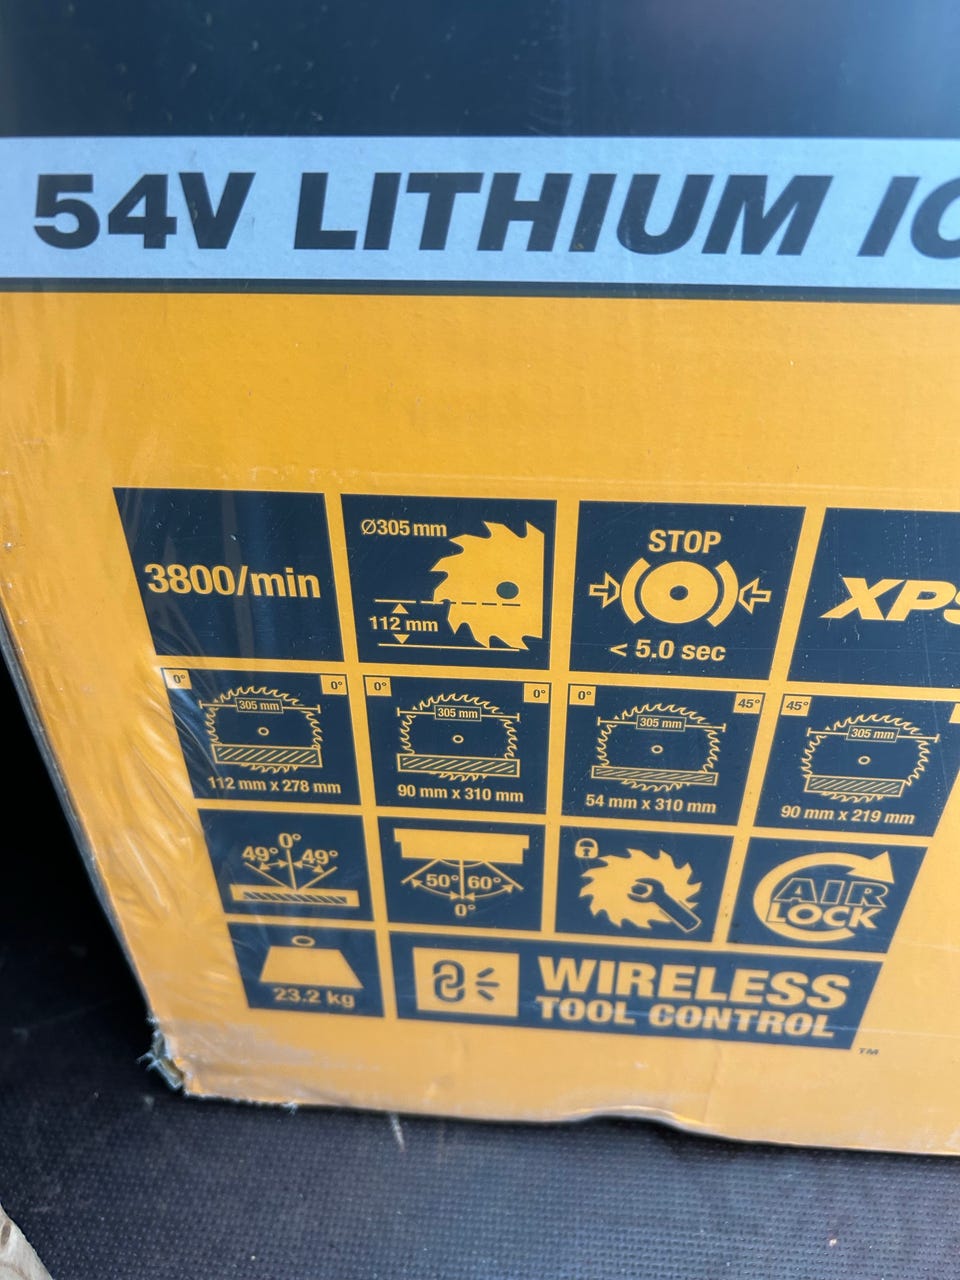 54V LITHIUM
3800/min
Ø305 mm
112 mm
STOP
< 5.0 sec
0° 0°
305 mm
112 mm x 278 mm
0° 0°
305 mm
90 mm x 310 mm
0° 45°
305 mm
54 mm x 310 mm
45°
305 mm
90 mm x 219 mm
0°
49° 49°
50° 60°
0°
AIR
LOCK
23.2 kg
WIRELESS
TOOL CONTROL
™